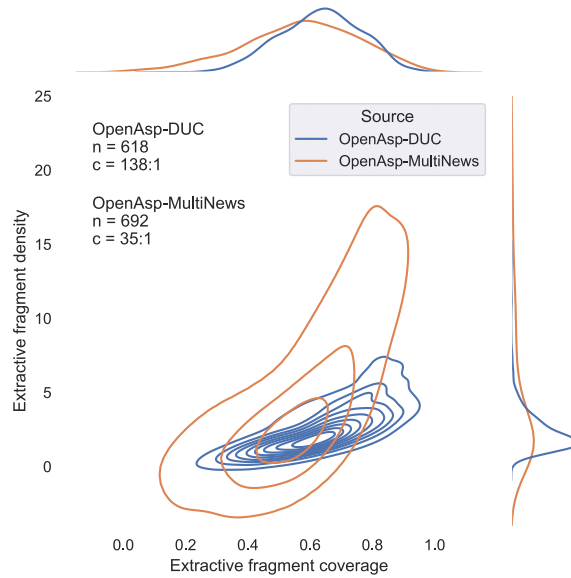 25
20
15
10
5
0
Extractive fragment density
OpenAsp-DUC
n = 618
c = 138:1
OpenAsp-MultiNews
n = 692
c = 35:1
Source
OpenAsp-DUC
OpenAsp-MultiNews
0.0 0.2 0.4 0.6 0.8 1.0
Extractive fragment coverage